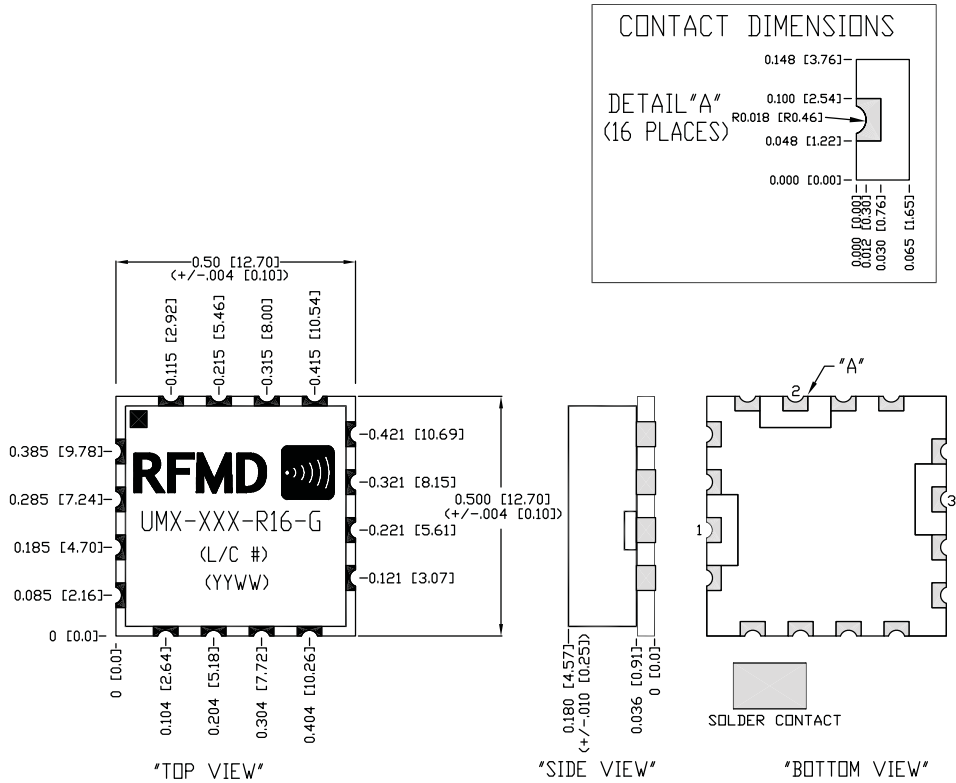 CONTACT DIMENSIONS
0.148 [3.76]
DETAIL"A"
(16 PLACES)
0.100 [2.54]
R0.018 [R0.46]
0.048 [1.22]
0.000 [0.00]
0.000 [0.00]
0.012 [0.30]
0.030 [0.76]
0.065 [1.65]
0.50 [12.70]
(+/-.004 [0.10])
0.115 [2.92]
0.215 [5.46]
0.315 [8.00]
0.415 [10.54]
0.385 [9.78]
0.285 [7.24]
0.185 [4.70]
0.085 [2.16]
0 [0.0]
RFMD
UMX-XXX-R16-G
(L/C #)
(YYWW)
0.421 [10.69]
0.321 [8.15]
0.221 [5.61]
0.121 [3.07]
0.500 [12.70]
(+/-.004 [0.10])
0 [0.0]
0.104 [2.64]
0.204 [5.18]
0.304 [7.72]
0.404 [10.26]
"TOP VIEW"
0.180 [4.57]
(+/-.010 [0.25])
0.036 [0.91]
0 [0.0]
"SIDE VIEW"
"A"
2
1
3
SOLDER CONTACT
"BOTTOM VIEW"